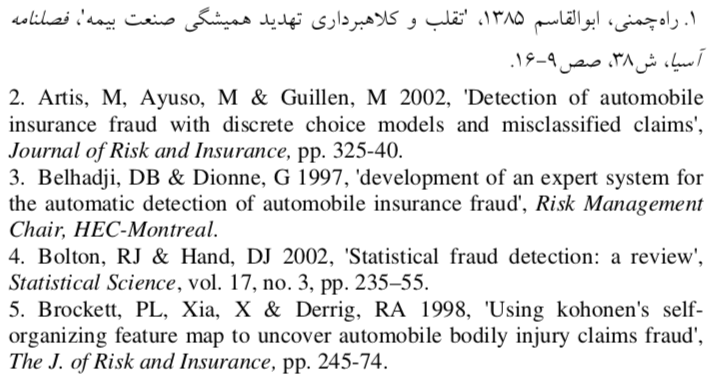 ۱. راه‌چمنی، ابوالقاسم ۱۳۸۵، 'تقلب و کلاهبرداری تهدید همیشگی صنعت بیمه'، فصلنامه
آسیا، ش۳۸، صص۹-۱۶.
2. Artis, M, Ayuso, M & Guillen, M 2002, 'Detection of automobile
insurance fraud with discrete choice models and misclassified claims',
Journal of Risk and Insurance, pp. 325-40.
3. Belhadji, DB & Dionne, G 1997, 'development of an expert system for
the automatic detection of automobile insurance fraud', Risk Management
Chair, HEC-Montreal.
4. Bolton, RJ & Hand, DJ 2002, 'Statistical fraud detection: a review',
Statistical Science, vol. 17, no. 3, pp. 235–55.
5. Brockett, PL, Xia, X & Derrig, RA 1998, 'Using kohonen's self-
organizing feature map to uncover automobile bodily injury claims fraud',
The J. of Risk and Insurance, pp. 245-74.